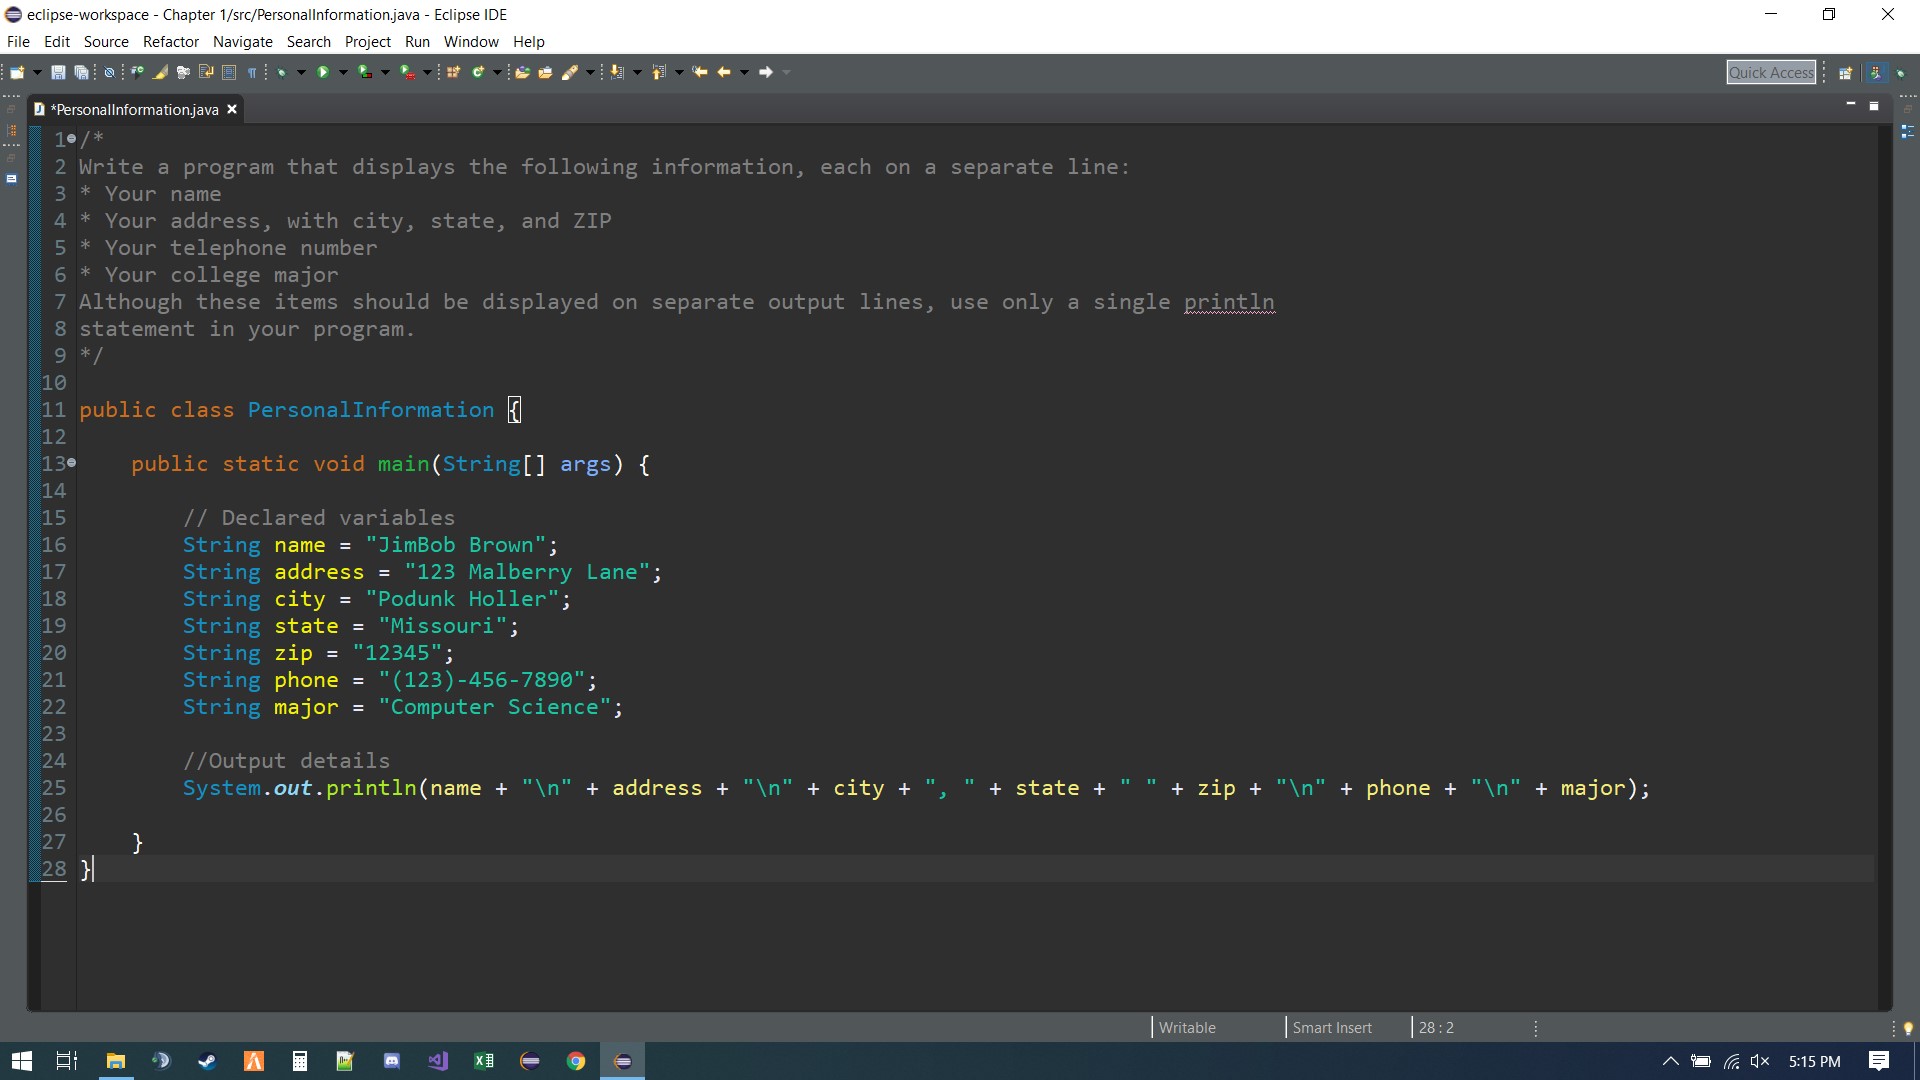 eclipse-workspace - Chapter 1/src/PersonalInformation.java - Eclipse IDE
File Edit Source Refactor Navigate Search Project Run Window Help
Quick Access
*PersonalInformation.java
1 /*
2 Write a program that displays the following information, each on a separate line:
3 * Your name
4 * Your address, with city, state, and ZIP
5 * Your telephone number
6 * Your college major
7 Although these items should be displayed on separate output lines, use only a single println
8 statement in your program.
9 */
10
11 public class PersonalInformation {
12
13     public static void main(String[] args) {
14
15         // Declared variables
16         String name = "JimBob Brown";
17         String address = "123 Malberry Lane";
18         String city = "Podunk Holler";
19         String state = "Missouri";
20         String zip = "12345";
21         String phone = "(123)-456-7890";
22         String major = "Computer Science";
23
24         //Output details
25         System.out.println(name + "\n" + address + "\n" + city + ", " + state + " " + zip + "\n" + phone + "\n" + major);
26
27     }
28 }
Writable Smart Insert 28 : 2
5:15 PM